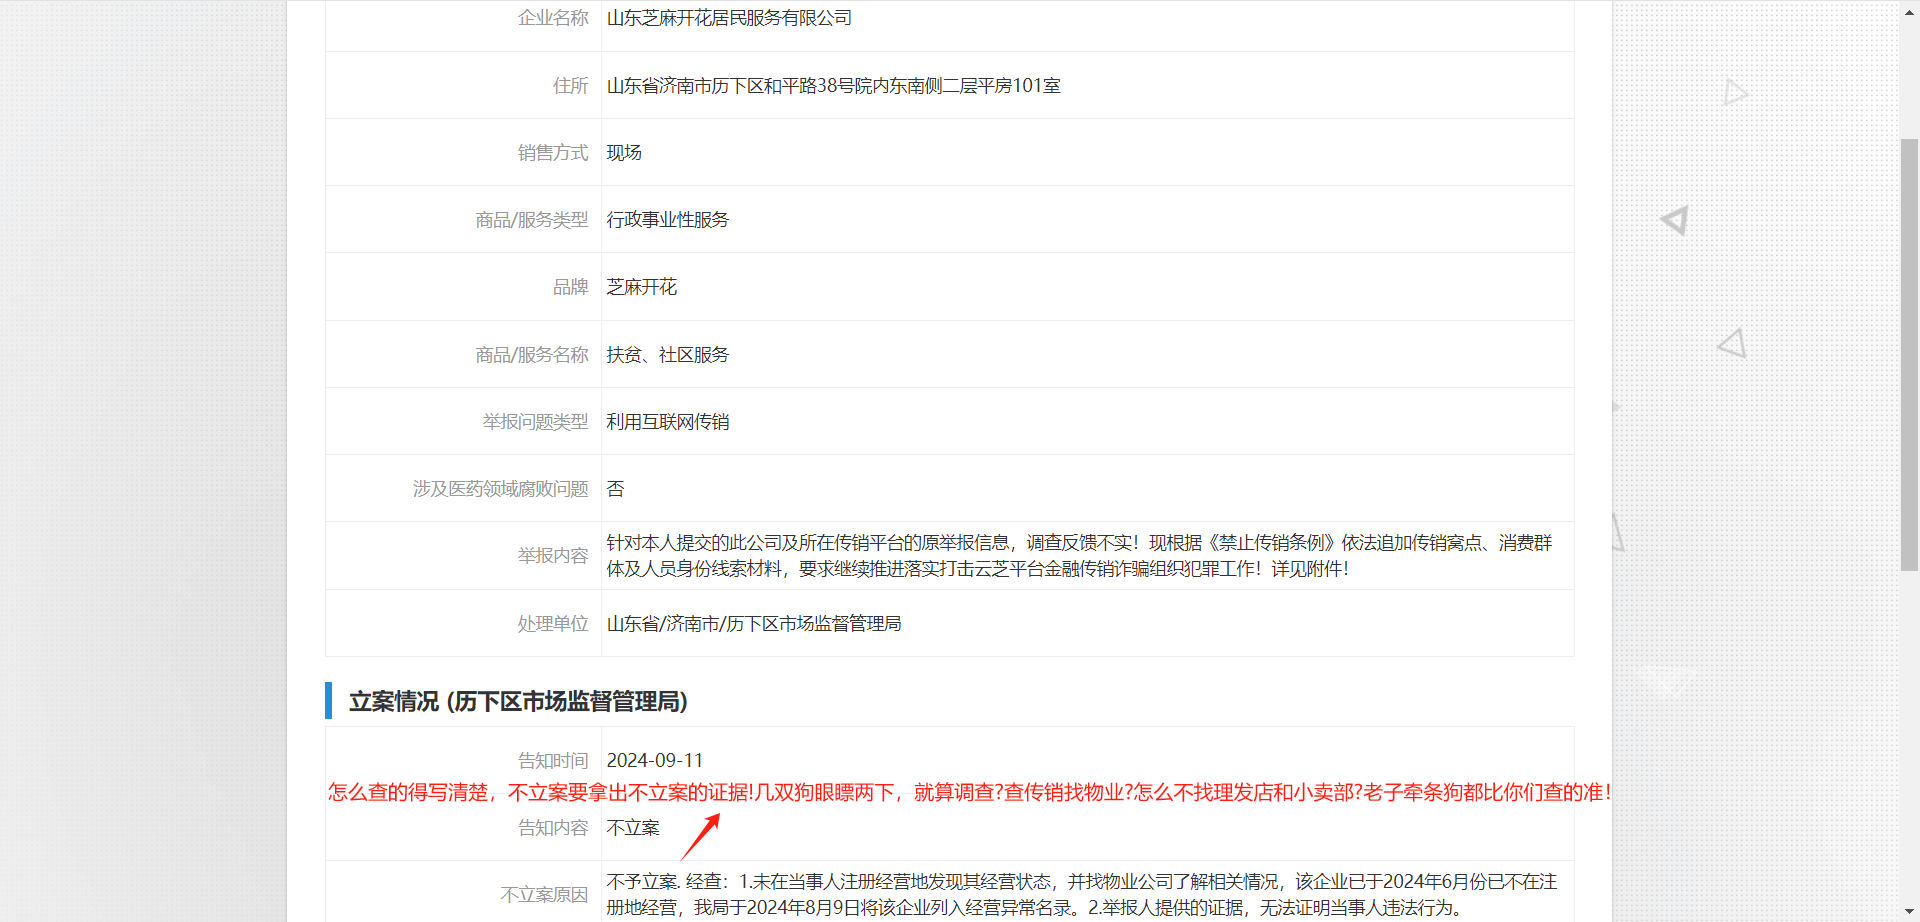 企业名称 山东芝麻开花居民服务有限公司
住所 山东省济南市历下区和平路38号院内东南侧二层平房101室
销售方式 现场
商品/服务类型 行政事业性服务
品牌 芝麻开花
商品/服务名称 扶贫、社区服务
举报问题类型 利用互联网传销
涉及医药领域腐败问题 否
举报内容 针对本人提交的此公司及所在传销平台的原举报信息，调查反馈不实！现根据《禁止传销条例》依法追加传销窝点、消费群
体及人员身份线索材料，要求继续推进落实打击云芝平台金融传销诈骗组织犯罪工作！详见附件！
处理单位 山东省/济南市/历下区市场监督管理局
立案情况 (历下区市场监督管理局)
告知时间 2024-09-11
怎么查的得写清楚，不立案要拿出不立案的证据!几双狗眼瞟两下，就算调查?查传销找物业?怎么不找理发店和小卖部?老子牵条狗都比你们查的准！
告知内容 不立案
不立案原因 不予立案. 经查：1.未在当事人注册经营地发现其经营状态，并找物业公司了解相关情况，该企业已于2024年6月份已不在注
册地经营，我局于2024年8月9日将该企业列入经营异常名录。2.举报人提供的证据，无法证明当事人违法行为。